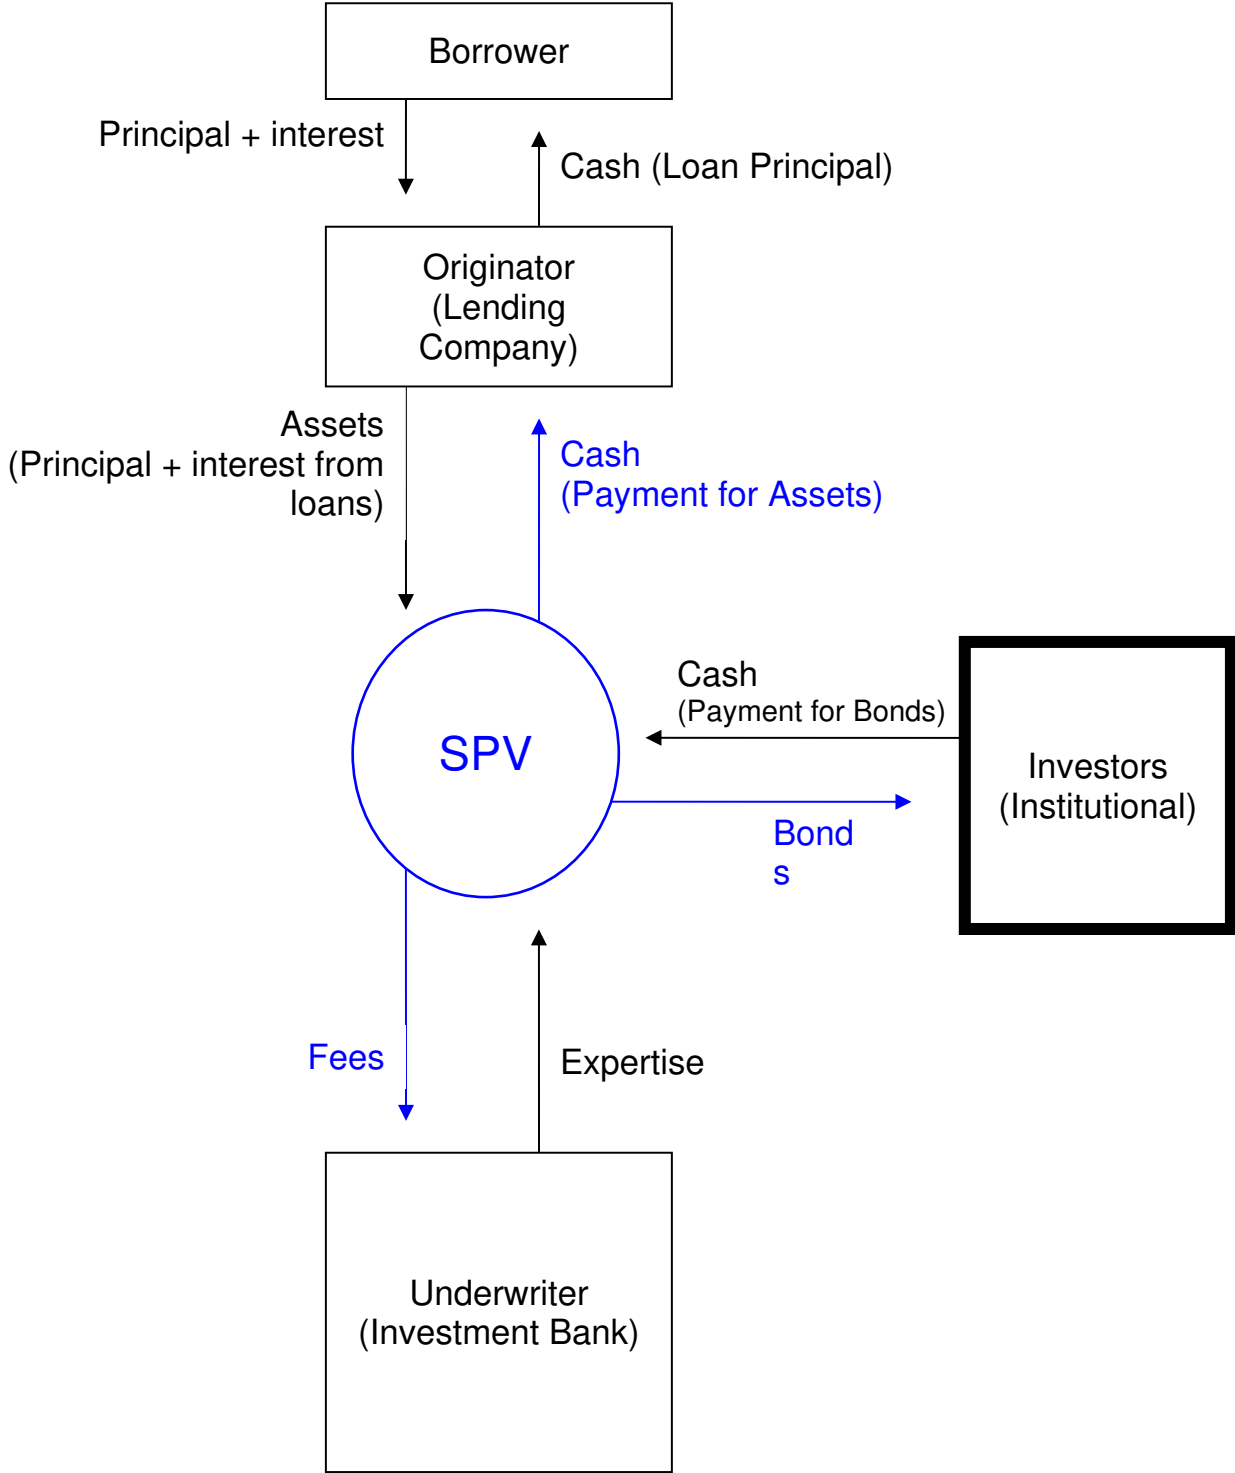 Borrower
Principal + interest
Cash (Loan Principal)
Originator
(Lending
Company)
Assets
(Principal + interest from
loans)
Cash
(Payment for Assets)
SPV
Cash
(Payment for Bonds)
Investors
(Institutional)
Bond
s
Fees
Expertise
Underwriter
(Investment Bank)